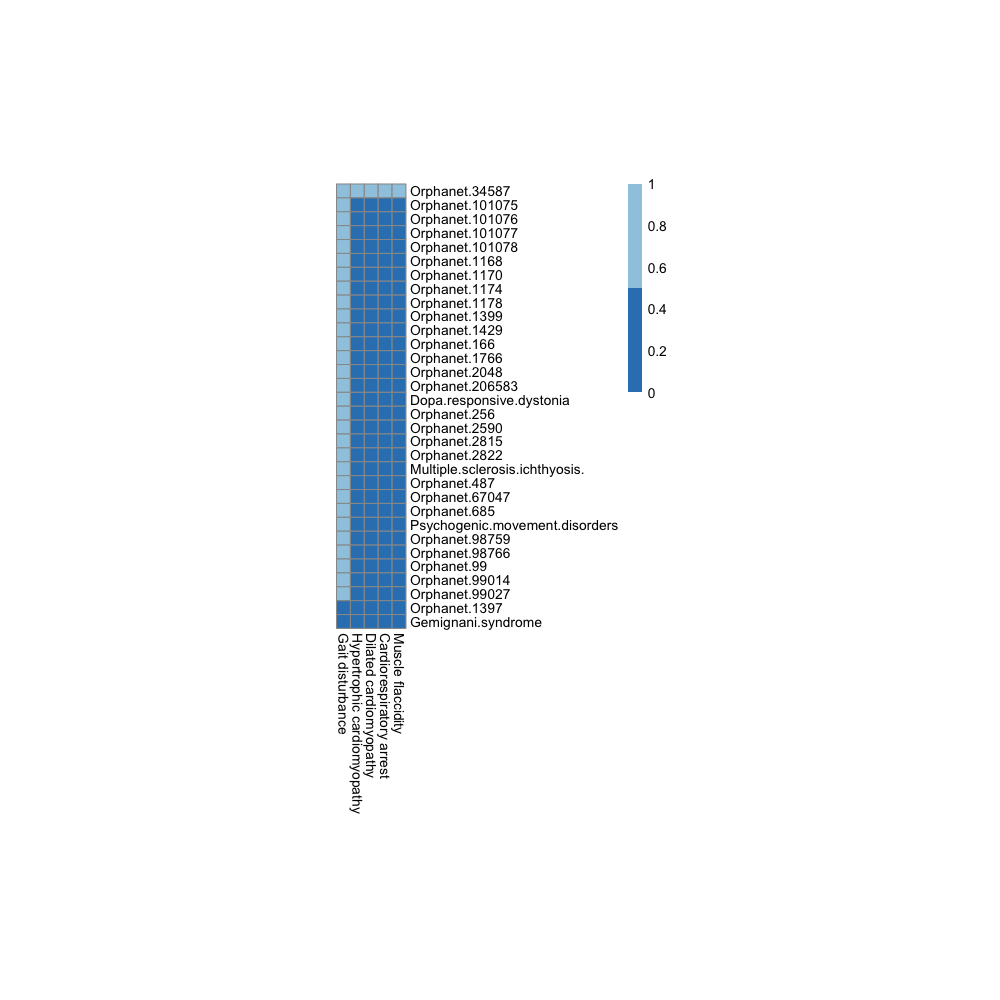 Orphanet.34587
Orphanet.101075
Orphanet.101076
Orphanet.101077
Orphanet.101078
Orphanet.1168
Orphanet.1170
Orphanet.1174
Orphanet.1178
Orphanet.1399
Orphanet.1429
Orphanet.166
Orphanet.1766
Orphanet.2048
Orphanet.206583
Dopa.responsive.dystonia
Orphanet.256
Orphanet.2590
Orphanet.2815
Orphanet.2822
Multiple.sclerosis.ichthyosis.
Orphanet.487
Orphanet.67047
Orphanet.685
Psychogenic.movement.disorders
Orphanet.98759
Orphanet.98766
Orphanet.99
Orphanet.99014
Orphanet.99027
Orphanet.1397
Gemignani.syndrome
Gait disturbance
Hypertrophic cardiomyopathy
Dilated cardiomyopathy
Cardiorespiratory arrest
Muscle flaccidity
1
0.8
0.6
0.4
0.2
0